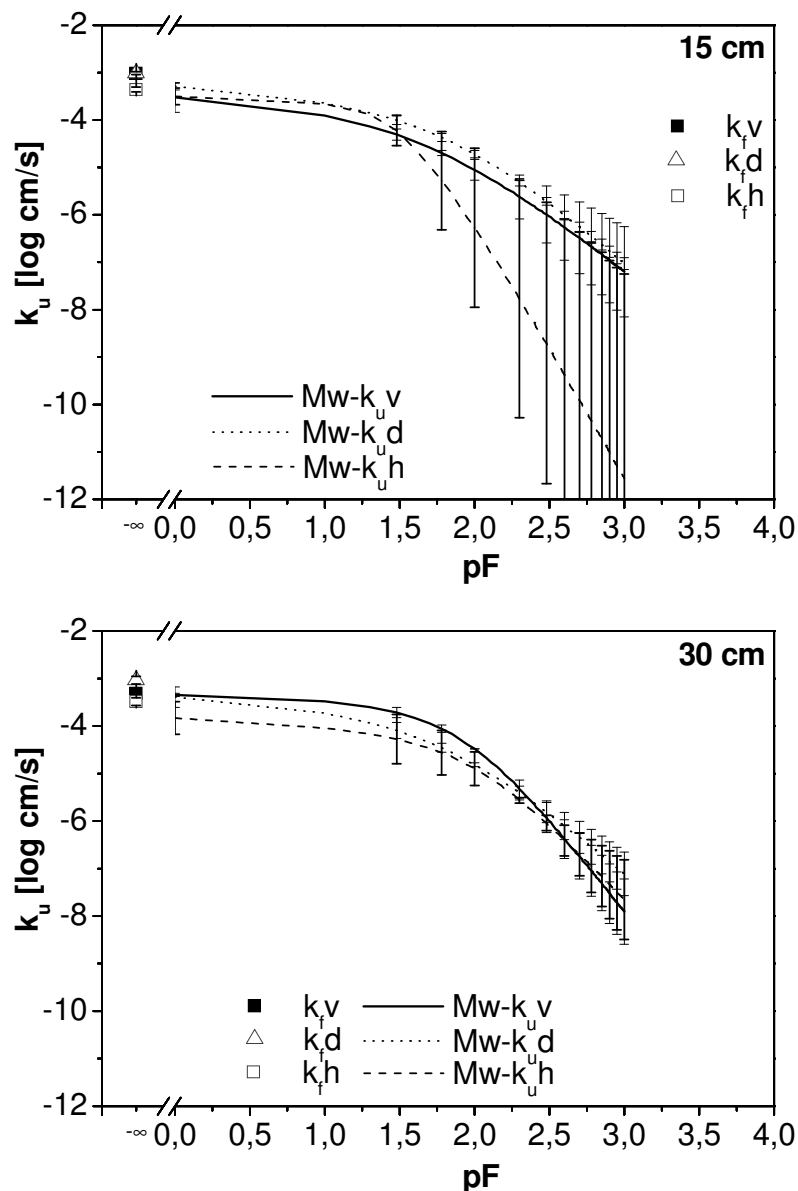 -2
15 cm
k_f v
-4
k_f d
k_f h
-6
k_u [log cm/s]
-8
Mw-k_u v
-10
Mw-k_u d
Mw-k_u h
-12
-∞ 0,0 0,5 1,0 1,5 2,0 2,5 3,0 3,5 4,0
pF
-2
30 cm
-4
-6
k_u [log cm/s]
-8
-10
k_f v Mw-k_u v
k_f d Mw-k_u d
k_f h Mw-k_u h
-12
-∞ 0,0 0,5 1,0 1,5 2,0 2,5 3,0 3,5 4,0
pF